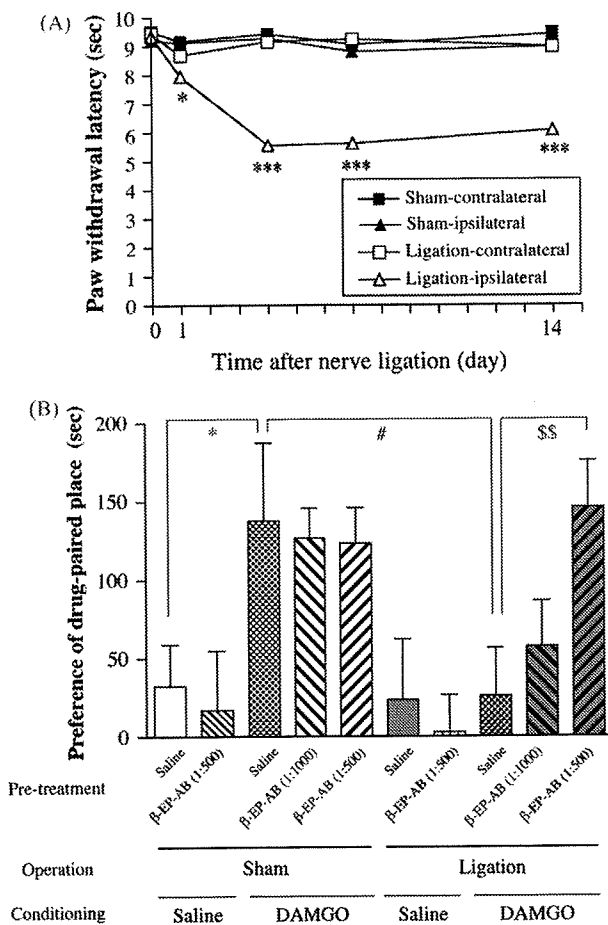 (A)
Paw withdrawal latency (sec)
10
9
8
7
6
5
4
3
2
1
0
*
***
***
***
Sham-contralateral
Sham-ipsilateral
Ligation-contralateral
Ligation-ipsilateral
0 1 14
Time after nerve ligation (day)
(B)
Preference of drug-paired place (sec)
200
150
100
50
0
* # $$
Pre-treatment
Saline
β-EP-AB (1:500)
Saline
β-EP-AB (1:1000)
β-EP-AB (1:500)
Saline
β-EP-AB (1:500)
Saline
β-EP-AB (1:1000)
β-EP-AB (1:500)
Operation Sham Ligation
Conditioning Saline DAMGO Saline DAMGO